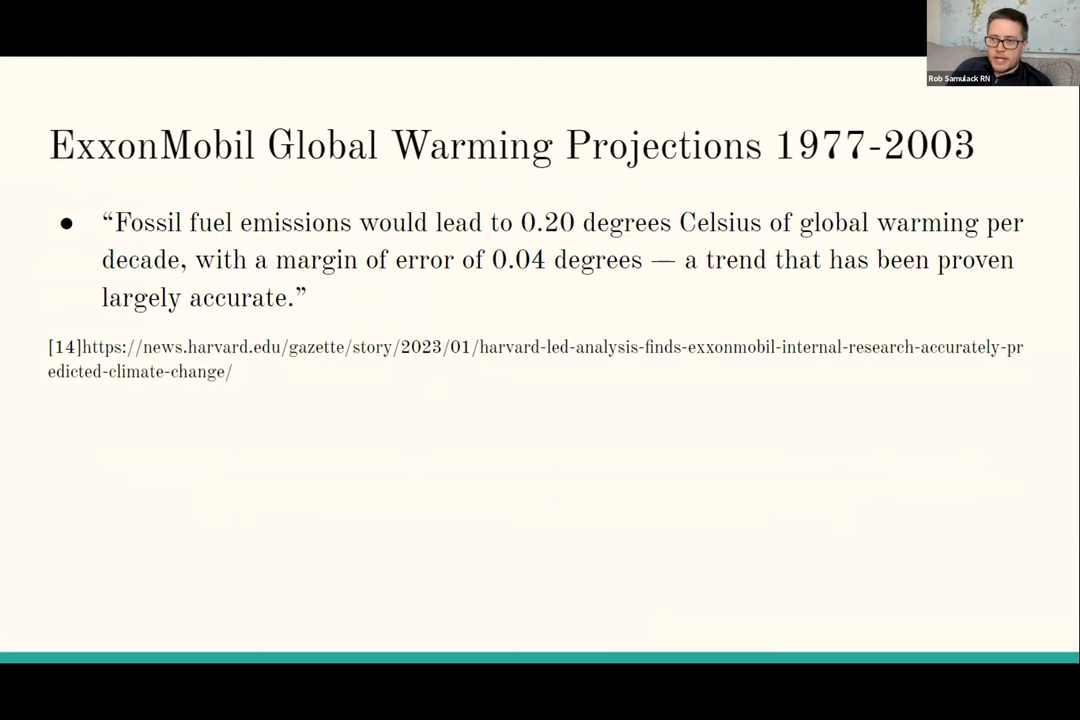 Rob Samulack RN
ExxonMobil Global Warming Projections 1977-2003
● “Fossil fuel emissions would lead to 0.20 degrees Celsius of global warming per
decade, with a margin of error of 0.04 degrees — a trend that has been proven
largely accurate.”
[14]https://news.harvard.edu/gazette/story/2023/01/harvard-led-analysis-finds-exxonmobil-internal-research-accurately-pr
edicted-climate-change/